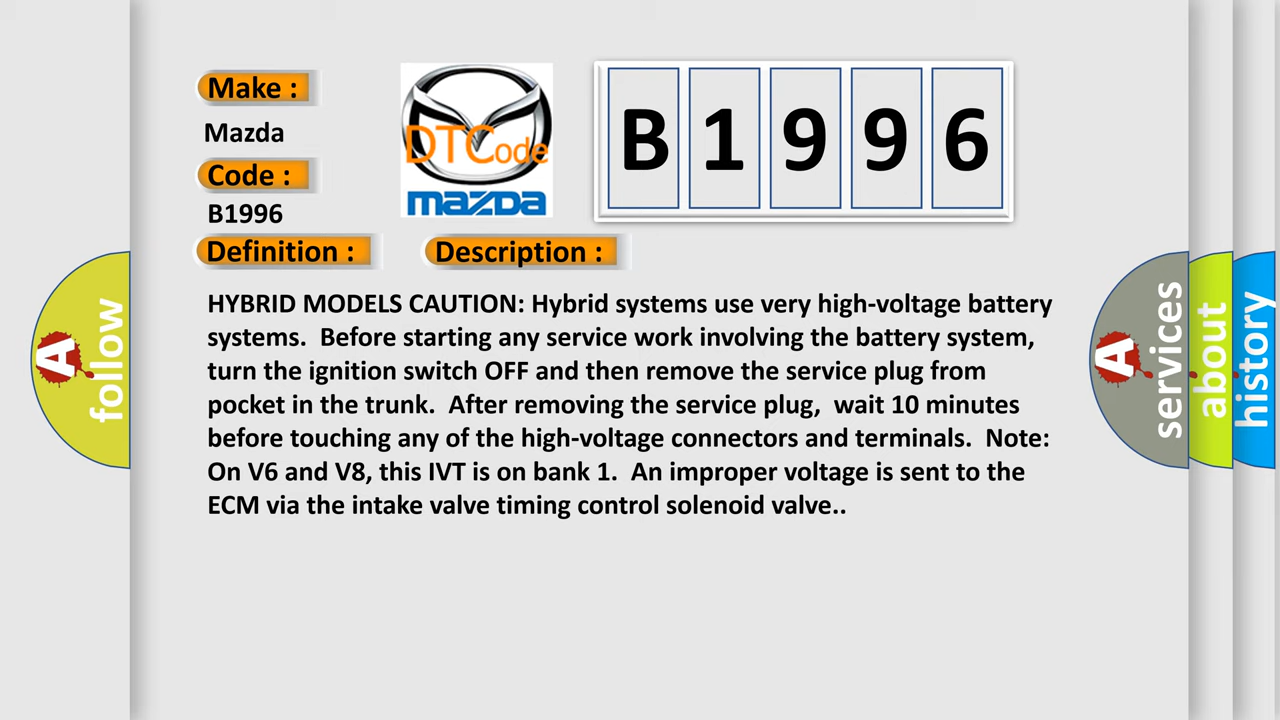 Make :
Mazda
Code :
B1996
Definition :
Description :
DTCode
mazda
B 1 9 9 6
HYBRID MODELS CAUTION: Hybrid systems use very high-voltage battery
systems.  Before starting any service work involving the battery system,
turn the ignition switch OFF and then remove the service plug from
pocket in the trunk.  After removing the service plug,  wait 10 minutes
before touching any of the high-voltage connectors and terminals.  Note:
On V6 and V8, this IVT is on bank 1.  An improper voltage is sent to the
ECM via the intake valve timing control solenoid valve..
A follow
A services
about
history